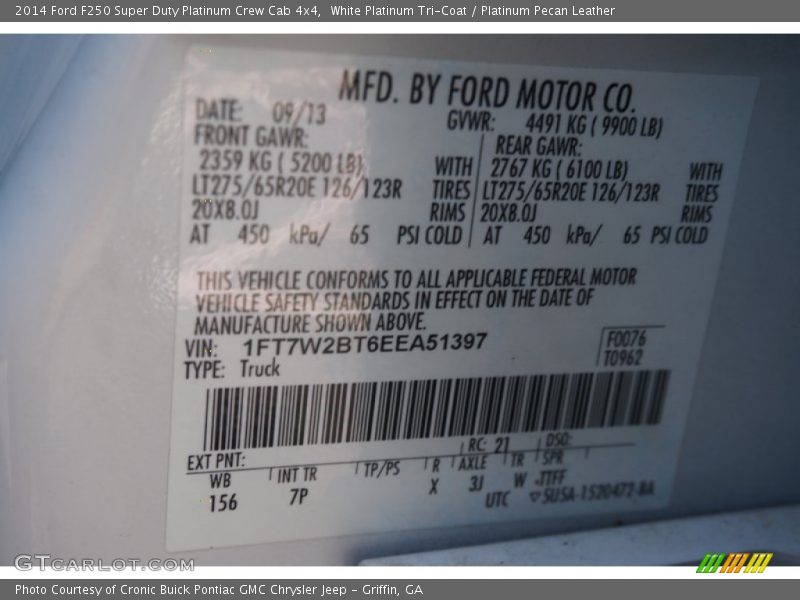 2014 Ford F250 Super Duty Platinum Crew Cab 4x4,  White Platinum Tri-Coat / Platinum Pecan Leather
MFD. BY FORD MOTOR CO.
DATE: 09/13 GVWR: 4491 KG ( 9900 LB)
FRONT GAWR: REAR GAWR:
2359 KG ( 5200 LB) WITH 2767 KG ( 6100 LB) WITH
LT275/65R20E 126/123R TIRES LT275/65R20E 126/123R TIRES
20X8.0J RIMS 20X8.0J RIMS
AT 450 kPa/ 65 PSI COLD AT 450 kPa/ 65 PSI COLD
THIS VEHICLE CONFORMS TO ALL APPLICABLE FEDERAL MOTOR
VEHICLE SAFETY STANDARDS IN EFFECT ON THE DATE OF
MANUFACTURE SHOWN ABOVE.
VIN: 1FT7W2BT6EEA51397 F0076
TYPE: Truck T0962
EXT PNT: RC: 21 DSO:
WB INT TR TP/PS R AXLE TR SPR
156 7P X 3J W TTFF
UTC ▽5U5A-1520472-BA
GTCARLOT.COM
Photo Courtesy of Cronic Buick Pontiac GMC Chrysler Jeep - Griffin, GA